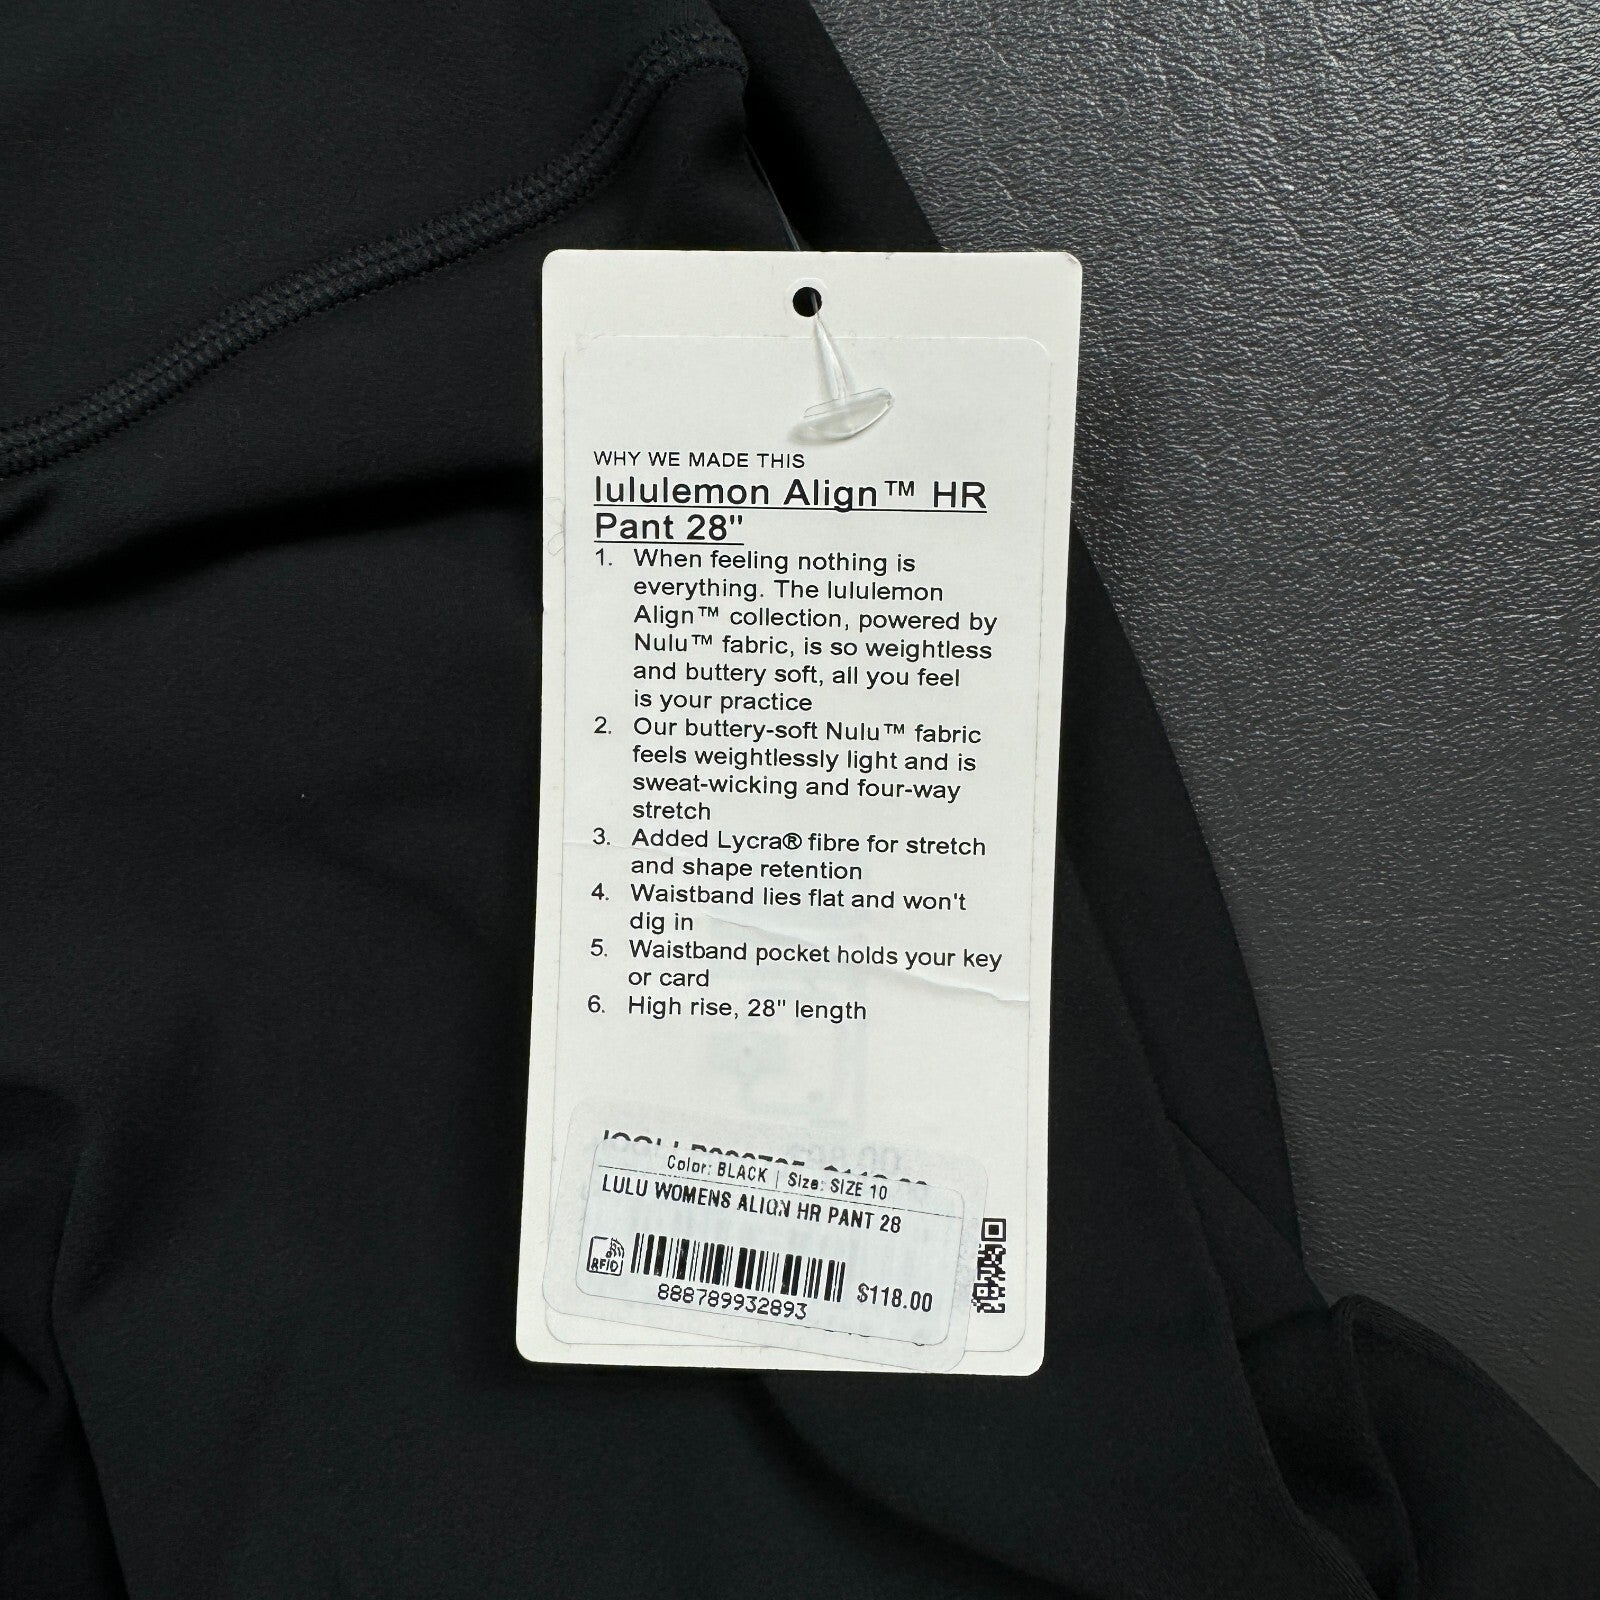 WHY WE MADE THIS
lululemon Align™ HR
Pant 28"
1. When feeling nothing is
everything. The lululemon
Align™ collection, powered by
Nulu™ fabric, is so weightless
and buttery soft, all you feel
is your practice
2. Our buttery-soft Nulu™ fabric
feels weightlessly light and is
sweat-wicking and four-way
stretch
3. Added Lycra® fibre for stretch
and shape retention
4. Waistband lies flat and won't
dig in
5. Waistband pocket holds your key
or card
6. High rise, 28" length
Color: BLACK | Size: SIZE 10
LULU WOMENS ALIGN HR PANT 28
RFID
888789932893
$118.00